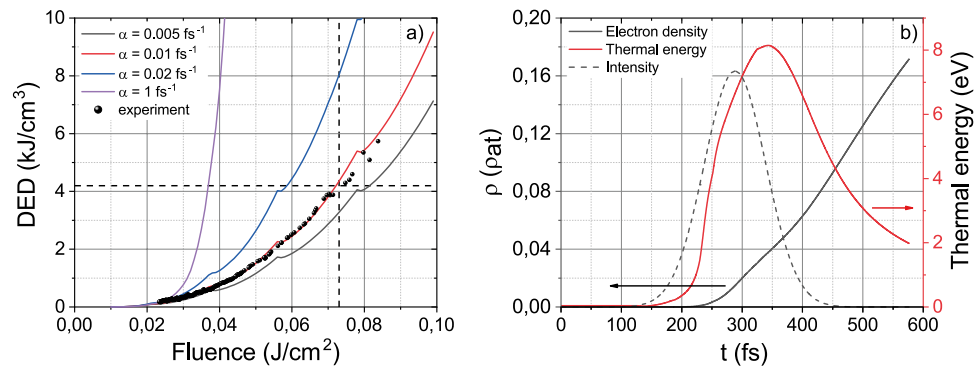 a)
α = 0.005 fs⁻¹
α = 0.01 fs⁻¹
α = 0.02 fs⁻¹
α = 1 fs⁻¹
experiment
10
8
6
4
2
0
DED (kJ/cm³)
0,00 0,02 0,04 0,06 0,08 0,10
Fluence (J/cm²)
b)
Electron density
Thermal energy
Intensity
0,20
0,16
0,12
0,08
0,04
0,00
ρ (ρat)
8
6
4
2
0
Thermal energy (eV)
0 100 200 300 400 500 600
t (fs)